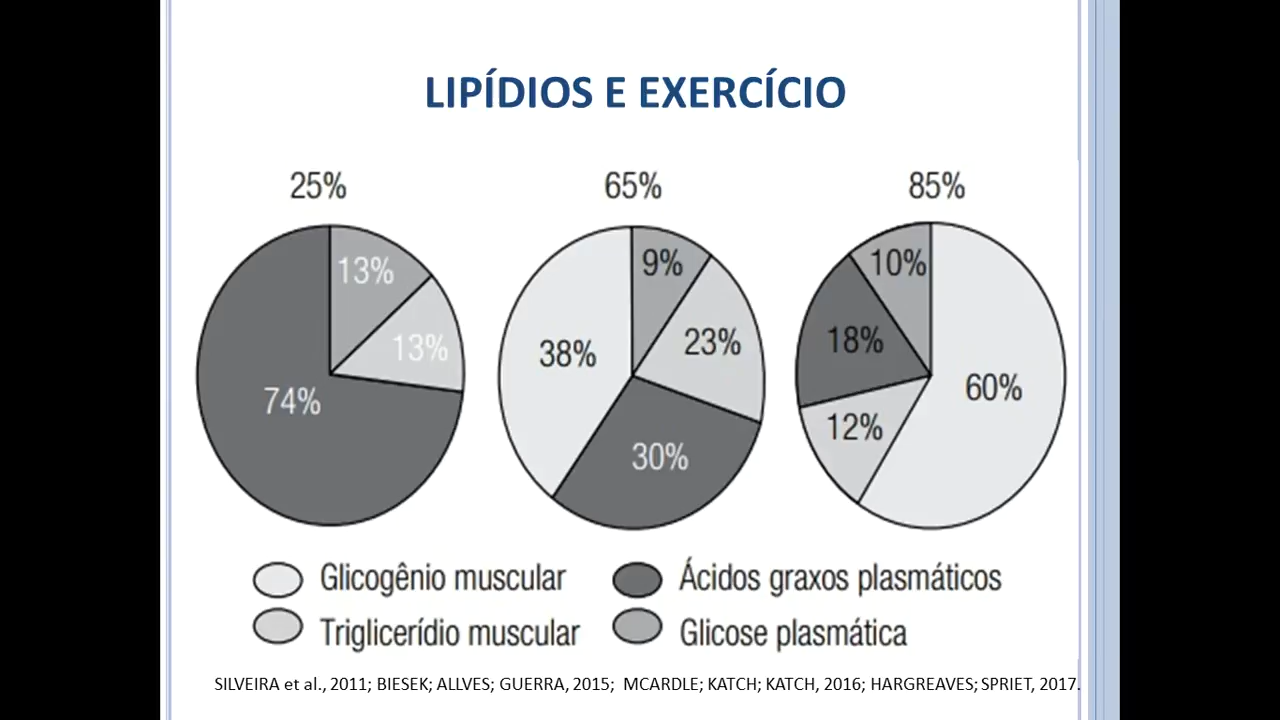 LIPÍDIOS E EXERCÍCIO
25%
65%
85%
13%
13%
74%
9%
23%
38%
30%
10%
18%
60%
12%
Glicogênio muscular
Ácidos graxos plasmáticos
Triglicerídio muscular
Glicose plasmática
SILVEIRA et al., 2011; BIESEK; ALLVES; GUERRA, 2015; MCARDLE; KATCH; KATCH, 2016; HARGREAVES; SPRIET, 2017.